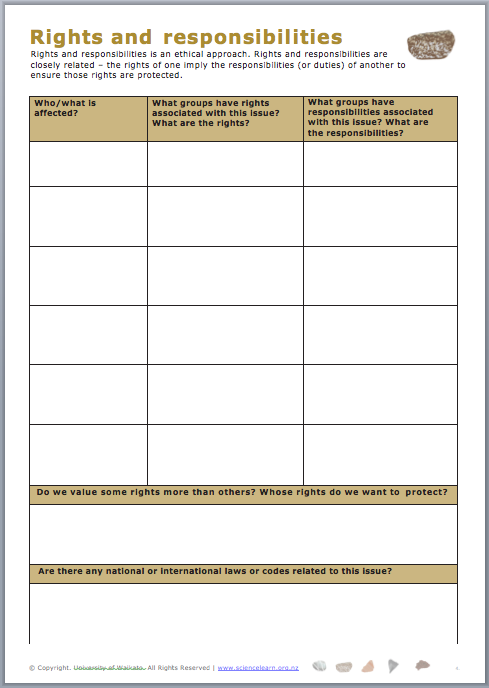 Rights and responsibilities
Rights and responsibilities is an ethical approach. Rights and responsibilities are
closely related – the rights of one imply the responsibilities (or duties) of another to
ensure those rights are protected.
Who/what is
affected?
What groups have rights
associated with this issue?
What are the rights?
What groups have
responsibilities associated
with this issue? What are
the responsibilities?
Do we value some rights more than others? Whose rights do we want to protect?
Are there any national or international laws or codes related to this issue?
© Copyright. University of Waikato. All Rights Reserved | www.sciencelearn.org.nz